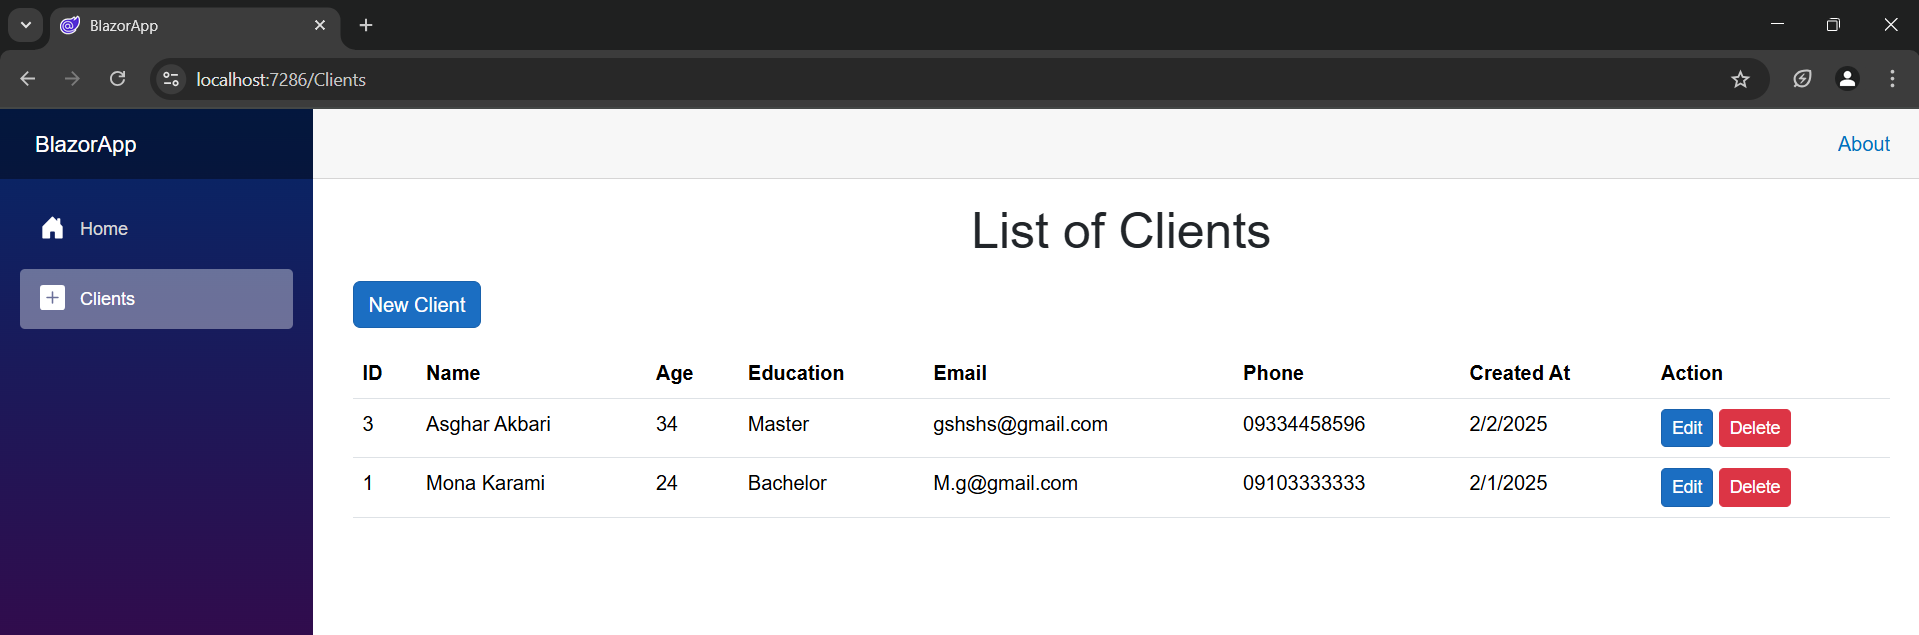 BlazorApp
localhost:7286/Clients
BlazorApp
About
Home
Clients
List of Clients
New Client
ID Name Age Education Email Phone Created At Action
3 Asghar Akbari 34 Master gshshs@gmail.com 09334458596 2/2/2025 Edit Delete
1 Mona Karami 24 Bachelor M.g@gmail.com 09103333333 2/1/2025 Edit Delete